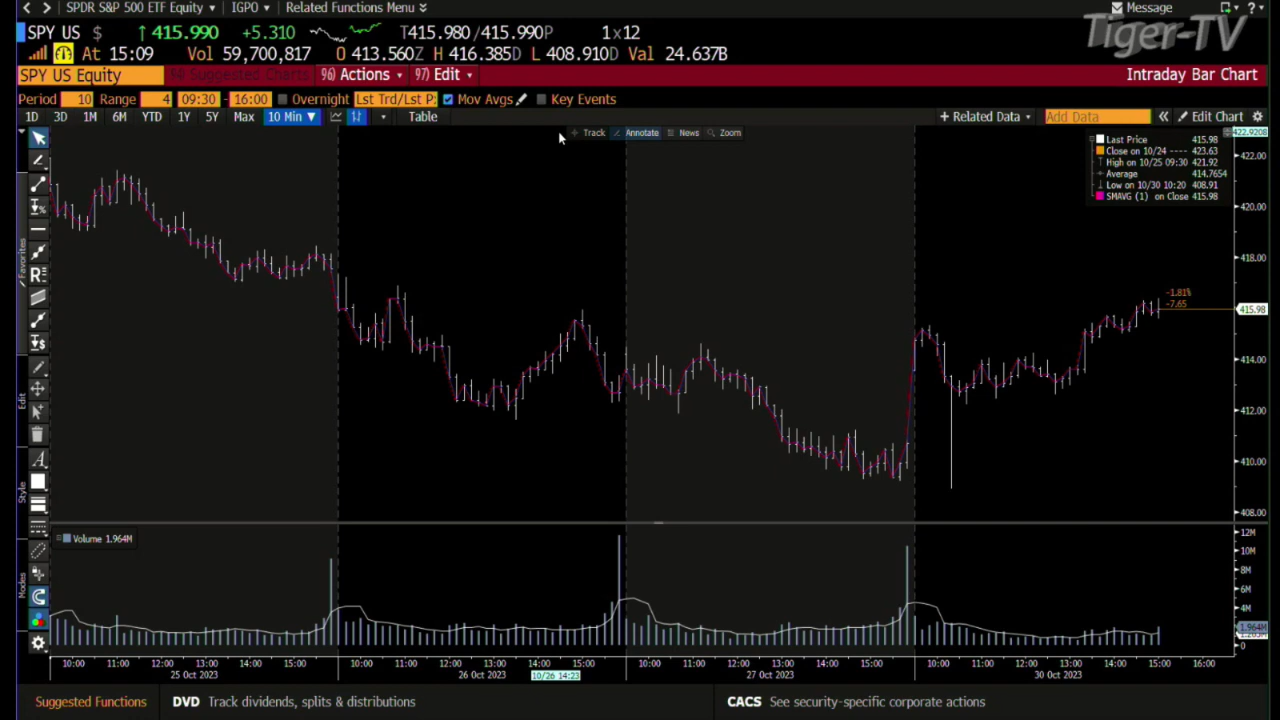 SPDR S&P 500 ETF Equity IGPO Related Functions Menu Message
Tiger-TV
SPY US $ 415.990 +5.310 T415.980/415.990P 1x12
At 15:09 Vol 59,700,817 O 413.560Z H 416.385D L 408.910D Val 24.637B
SPY US Equity 94) Suggested Charts 96) Actions 97) Edit Intraday Bar Chart
Period 10 Range 4 09:30 - 16:00 Overnight Lst Trd/Lst P Mov Avgs Key Events
1D 3D 1M 6M YTD 1Y 5Y Max 10 Min Table + Related Data Add Data Edit Chart
Track Annotate News Zoom
422.9208
Last Price 415.98
Close on 10/24 ---- 423.63
High on 10/25 09:30 421.92
Average 414.7654
Low on 10/30 10:20 408.91
SMAVG (1) on Close 415.98
422.00
420.00
418.00
-1.81%
-7.65
415.98
414.00
412.00
410.00
408.00
Favorites
Edit
Style
Modes
Volume 1.964M
12M
10M
8M
6M
4M
1.964M
0
10:00 11:00 12:00 13:00 14:00 15:00 10:00 11:00 12:00 13:00 14:00 15:00 10:00 11:00 12:00 13:00 14:00 15:00 10:00 11:00 12:00 13:00 14:00 15:00 16:00
25 Oct 2023 26 Oct 2023 10/26 14:23 27 Oct 2023 30 Oct 2023
Suggested Functions DVD Track dividends, splits & distributions CACS See security-specific corporate actions